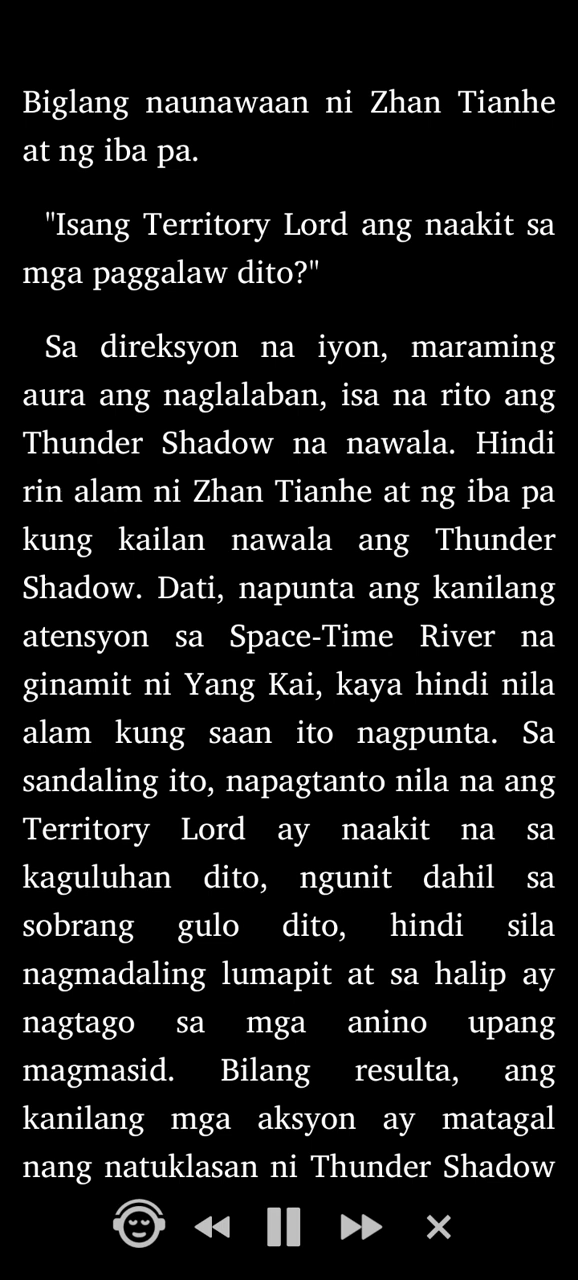 Biglang naunawaan ni Zhan Tianhe
at ng iba pa.
"Isang Territory Lord ang naakit sa
mga paggalaw dito?"
Sa direksyon na iyon, maraming
aura ang naglalaban, isa na rito ang
Thunder Shadow na nawala. Hindi
rin alam ni Zhan Tianhe at ng iba pa
kung kailan nawala ang Thunder
Shadow. Dati, napunta ang kanilang
atensyon sa Space-Time River na
ginamit ni Yang Kai, kaya hindi nila
alam kung saan ito nagpunta. Sa
sandaling ito, napagtanto nila na ang
Territory Lord ay naakit na sa
kaguluhan dito, ngunit dahil sa
sobrang gulo dito, hindi sila
nagmadaling lumapit at sa halip ay
nagtago sa mga anino upang
magmasid. Bilang resulta, ang
kanilang mga aksyon ay matagal
nang natuklasan ni Thunder Shadow